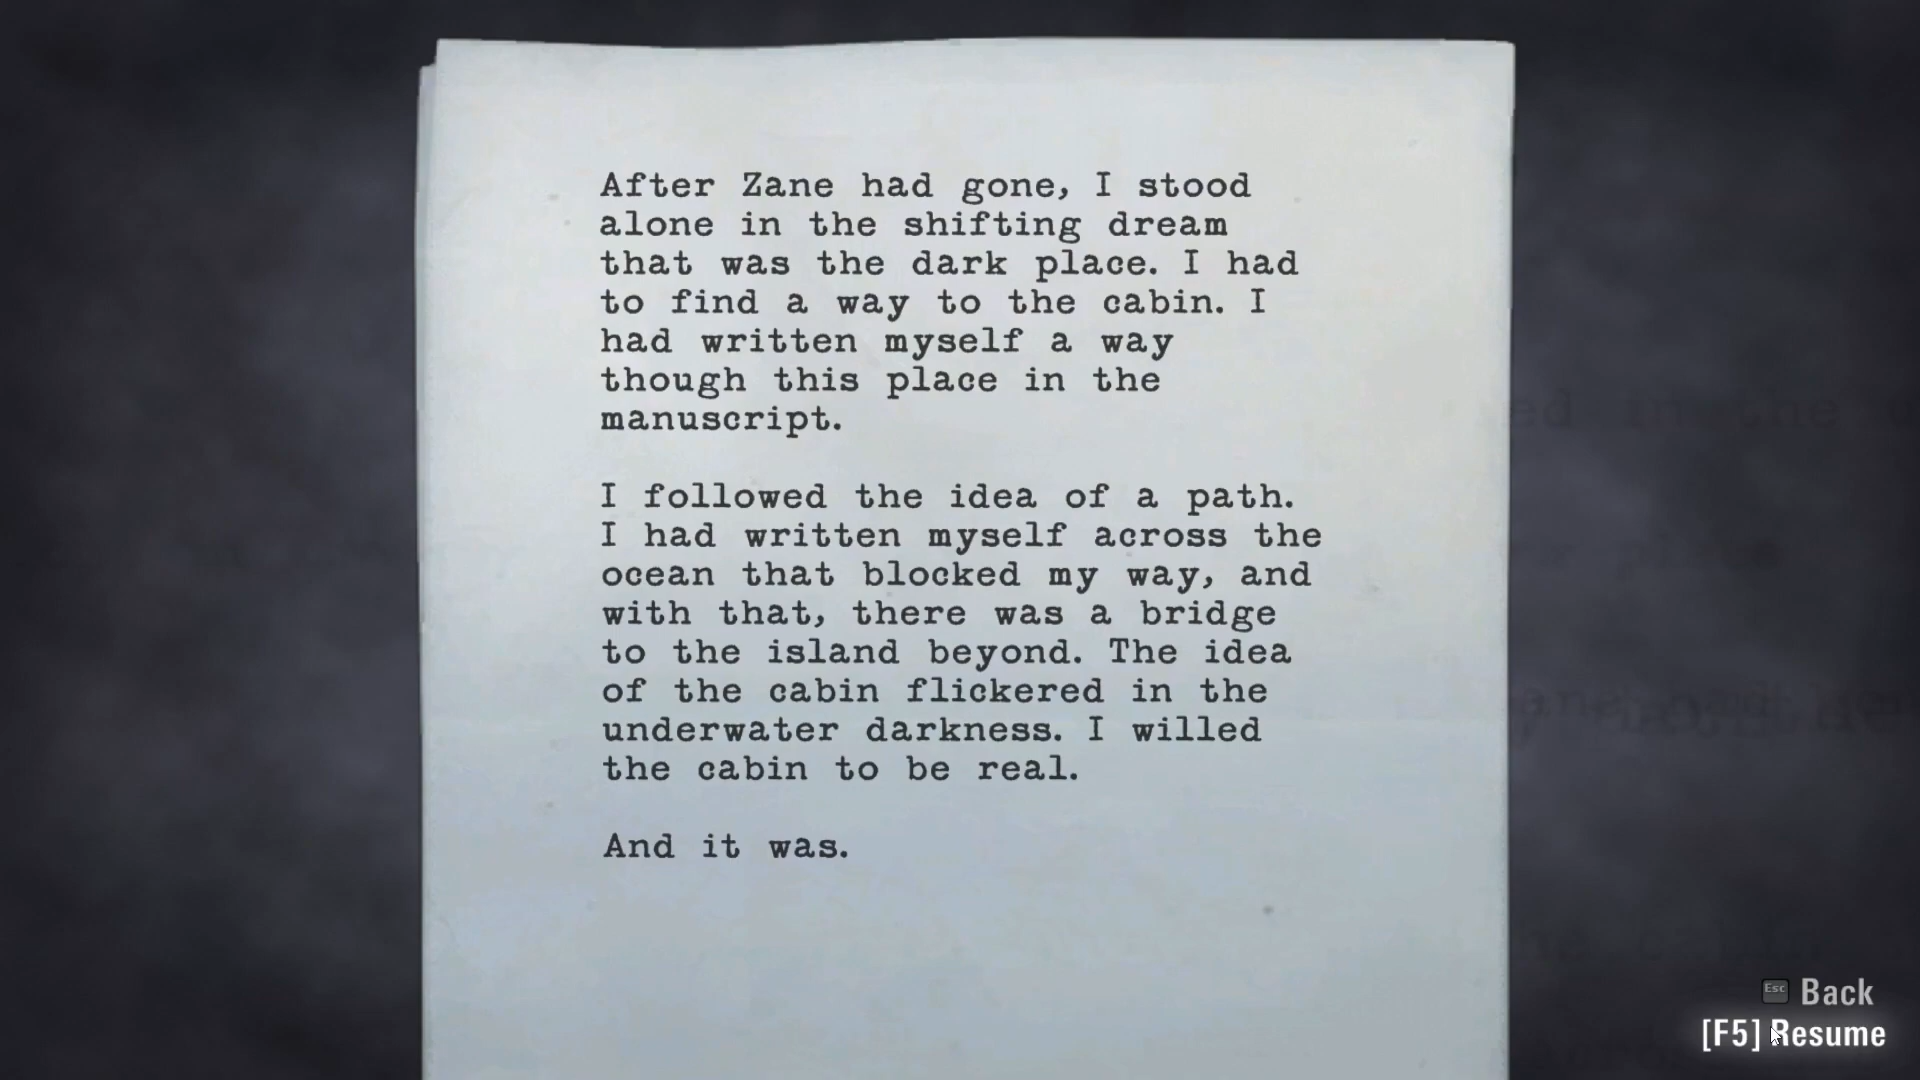 After Zane had gone, I stood
alone in the shifting dream
that was the dark place. I had
to find a way to the cabin. I
had written myself a way
though this place in the
manuscript.
I followed the idea of a path.
I had written myself across the
ocean that blocked my way, and
with that, there was a bridge
to the island beyond. The idea
of the cabin flickered in the
underwater darkness. I willed
the cabin to be real.
And it was.
Esc Back
[F5] Resume